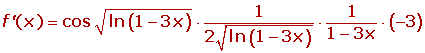 f'(x) = cos √(ln(1−3x)) · 1/(2√(ln(1−3x))) · 1/(1−3x) · (−3)